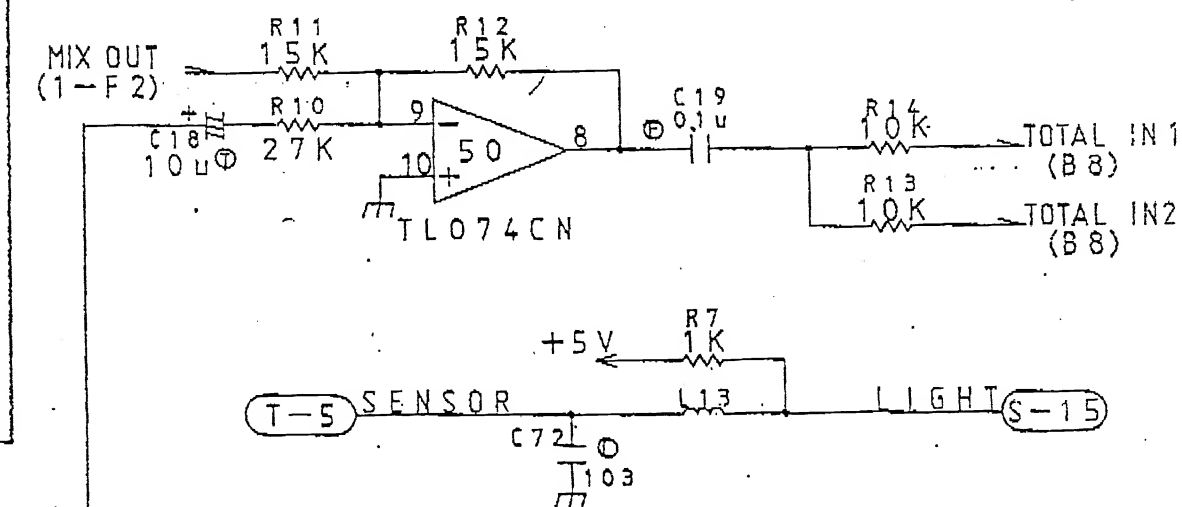 R11
15K
R12
15K
MIX OUT
(1-F2)
R10
27K
+
C18
10u T
9
10
-
+
50
8
TL074CN
F
C19
0.1u
R14
10K
TOTAL IN1
(B8)
R13
10K
TOTAL IN2
(B8)
+5V
R7
1K
T-5
SENSOR
L13
LIGHT
S-15
C72
103